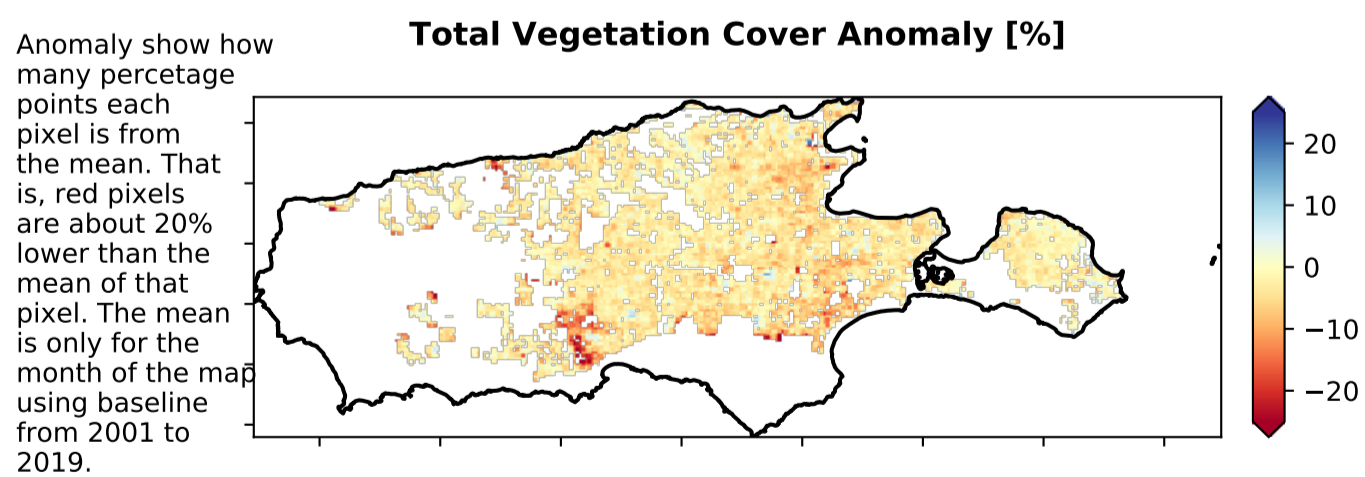 Total Vegetation Cover Anomaly [%]
Anomaly show how
many percetage
points each
pixel is from
the mean. That
is, red pixels
are about 20%
lower than the
mean of that
pixel. The mean
is only for the
month of the map
using baseline
from 2001 to
2019.
20
10
0
−10
−20